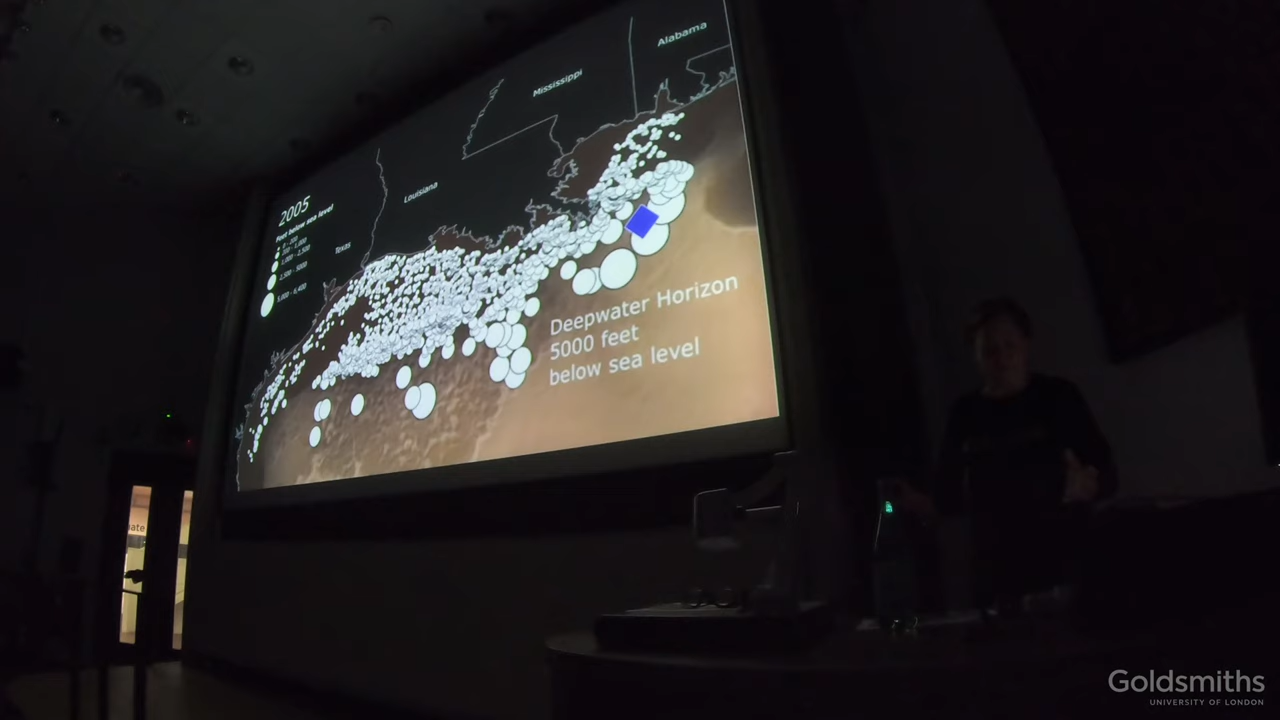 Alabama
Mississippi
Louisiana
2005
Feet below sea level
Texas
Deepwater Horizon
5000 feet
below sea level
Goldsmiths
UNIVERSITY OF LONDON